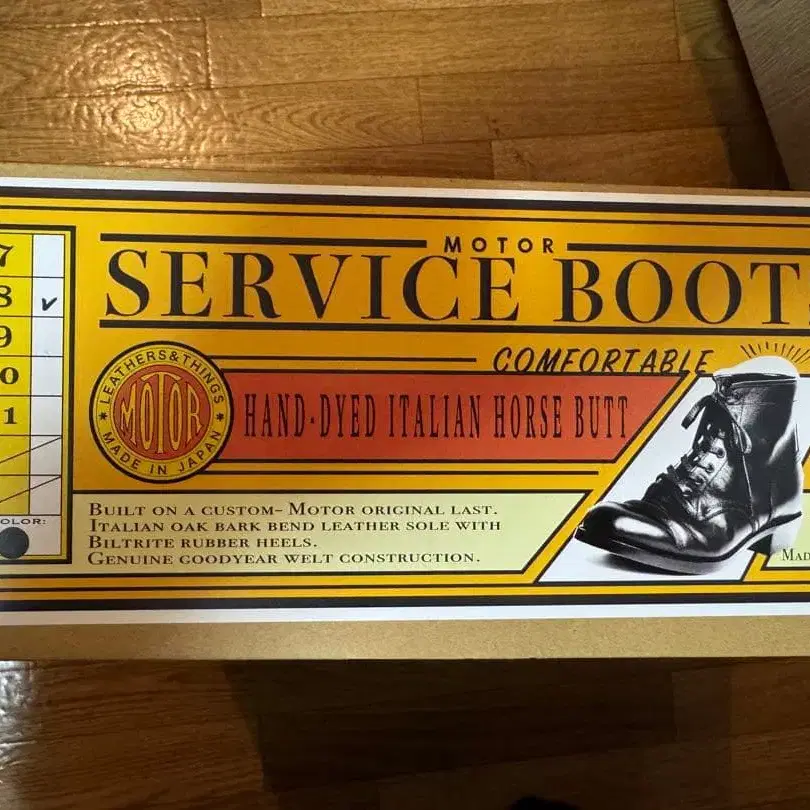 7
8 ✓
9
0
1
OLOR:
MOTOR
SERVICE BOOT
COMFORTABLE
LEATHERS&THINGS
MOTOR
★ MADE IN JAPAN ★
HAND-DYED ITALIAN HORSE BUTT
BUILT ON A CUSTOM- MOTOR ORIGINAL LAST.
ITALIAN OAK BARK BEND LEATHER SOLE WITH
BILTRITE RUBBER HEELS.
GENUINE GOODYEAR WELT CONSTRUCTION.
MAD